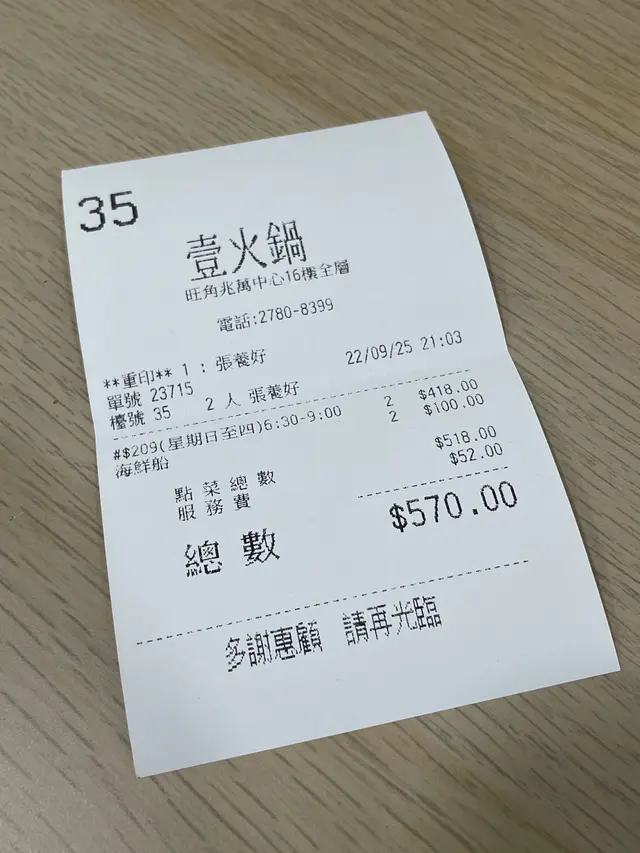 35
壹火鍋
旺角兆萬中心16樓全層
電話:2780-8399
**重印** 1 : 張養好
單號 23715 22/09/25 21:03
檯號 35 2 人 張養好
#$209(星期日至四)6:30-9:00 2 $418.00
海鮮船 2 $100.00
點菜總數 $518.00
服務費 $52.00
總數 $570.00
多謝惠顧 請再光臨